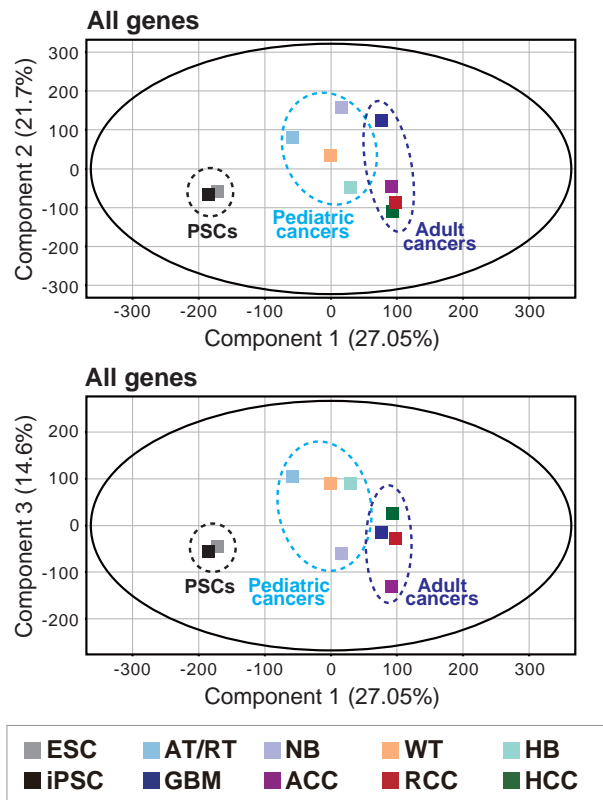 All genes
Component 2 (21.7%)
300
200
100
0
-100
-200
-300
PSCs
Pediatric
cancers
Adult
cancers
-300 -200 -100 0 100 200 300
Component 1 (27.05%)
All genes
Component 3 (14.6%)
200
100
0
-100
-200
PSCs
Pediatric
cancers
Adult
cancers
-300 -200 -100 0 100 200 300
Component 1 (27.05%)
ESC AT/RT NB WT HB
iPSC GBM ACC RCC HCC